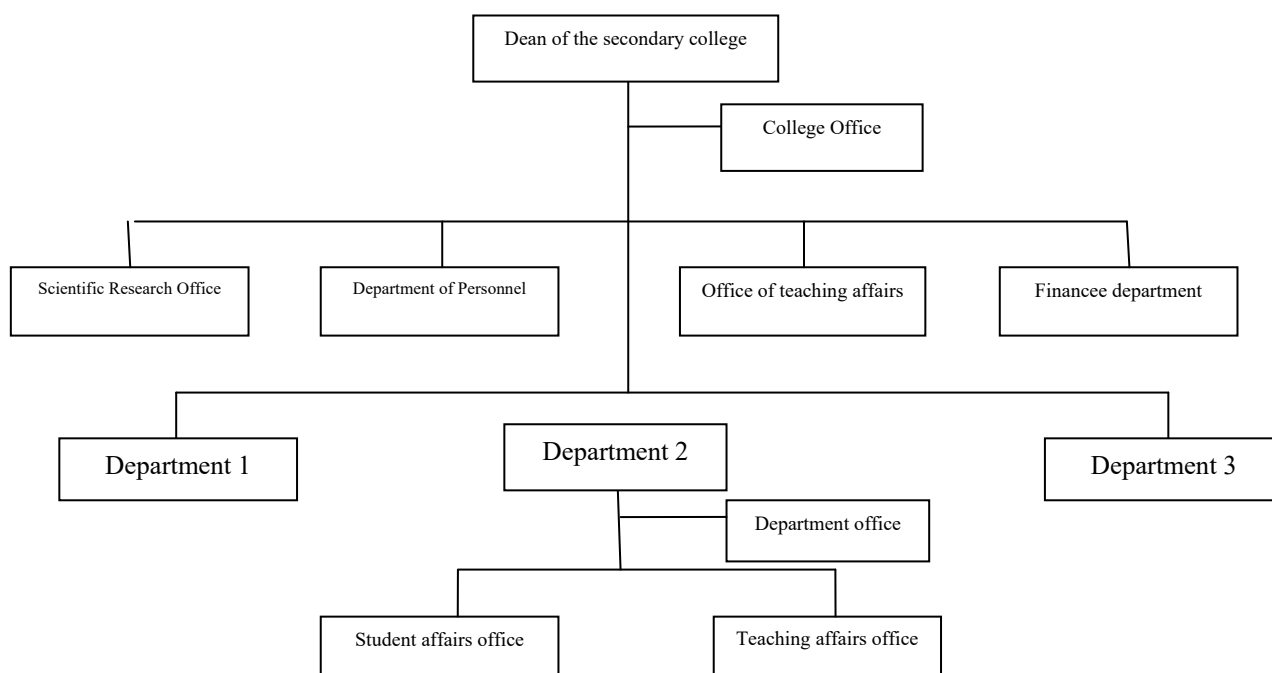 Dean of the secondary college
College Office
Scientific Research Office
Department of Personnel
Office of teaching affairs
Financee department
Department 1
Department 2
Department 3
Department office
Student affairs office
Teaching affairs office